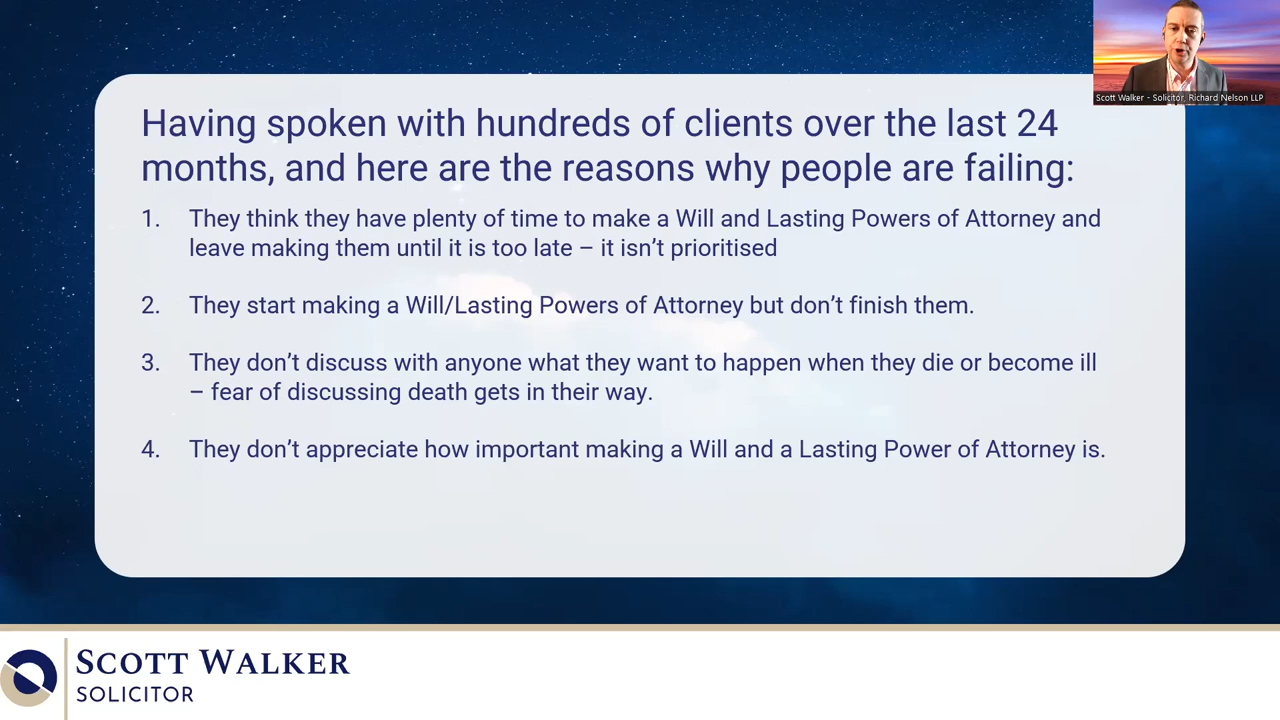 Scott Walker - Solicitor, Richard Nelson LLP
Having spoken with hundreds of clients over the last 24
months, and here are the reasons why people are failing:
1. They think they have plenty of time to make a Will and Lasting Powers of Attorney and
leave making them until it is too late – it isn’t prioritised
2. They start making a Will/Lasting Powers of Attorney but don’t finish them.
3. They don’t discuss with anyone what they want to happen when they die or become ill
– fear of discussing death gets in their way.
4. They don’t appreciate how important making a Will and a Lasting Power of Attorney is.
SCOTT WALKER
SOLICITOR